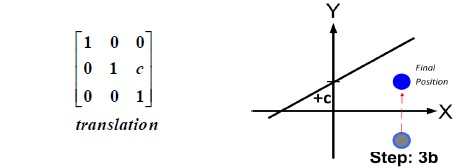 1 0 0
0 1 c
0 0 1
translation
Y
Final
Position
+c
X
Step: 3b